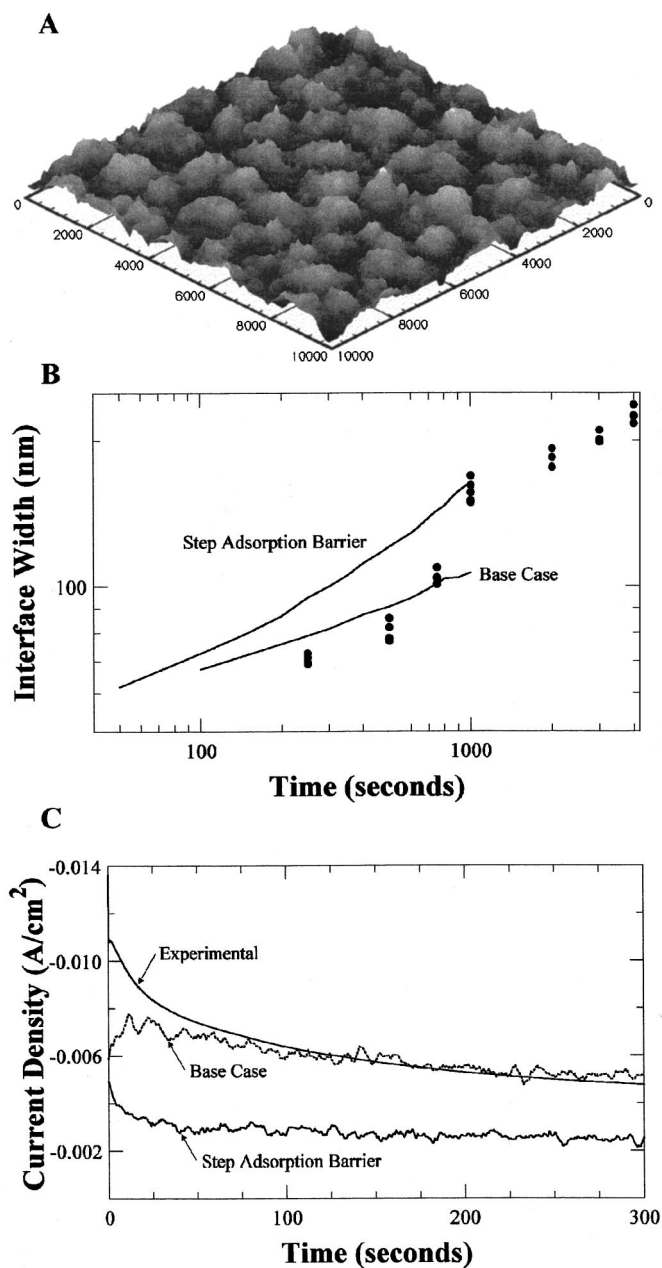 A
0
0
2000
2000
4000
4000
6000
6000
8000
8000
10000
10000
B
Interface Width (nm)
100
Step Adsorption Barrier
Base Case
100
1000
Time (seconds)
C
Current Density (A/cm²)
-0.014
-0.010
-0.006
-0.002
Experimental
Base Case
Step Adsorption Barrier
0
100
200
300
Time (seconds)